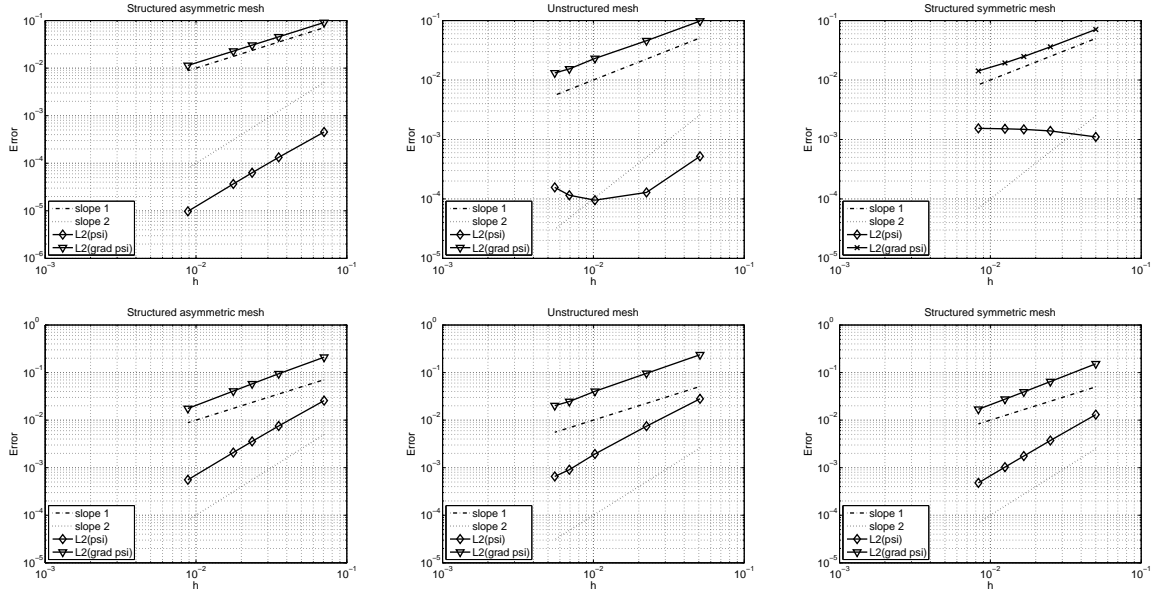 Structured asymmetric mesh
10⁻¹
10⁻²
10⁻³
10⁻⁴
10⁻⁵
10⁻⁶
Error
slope 1
slope 2
L2(psi)
L2(grad psi)
10⁻³
10⁻²
10⁻¹
h
Unstructured mesh
10⁻¹
10⁻²
10⁻³
10⁻⁴
10⁻⁵
Error
slope 1
slope 2
L2(psi)
L2(grad psi)
10⁻³
10⁻²
10⁻¹
h
Structured symmetric mesh
10⁻¹
10⁻²
10⁻³
10⁻⁴
10⁻⁵
Error
slope 1
slope 2
L2(psi)
L2(grad psi)
10⁻³
10⁻²
10⁻¹
h
Structured asymmetric mesh
10⁰
10⁻¹
10⁻²
10⁻³
10⁻⁴
10⁻⁵
Error
slope 1
slope 2
L2(psi)
L2(grad psi)
10⁻³
10⁻²
10⁻¹
h
Unstructured mesh
10⁰
10⁻¹
10⁻²
10⁻³
10⁻⁴
10⁻⁵
Error
slope 1
slope 2
L2(psi)
L2(grad psi)
10⁻³
10⁻²
10⁻¹
h
Structured symmetric mesh
10⁰
10⁻¹
10⁻²
10⁻³
10⁻⁴
10⁻⁵
Error
slope 1
slope 2
L2(psi)
L2(grad psi)
10⁻³
10⁻²
10⁻¹
h